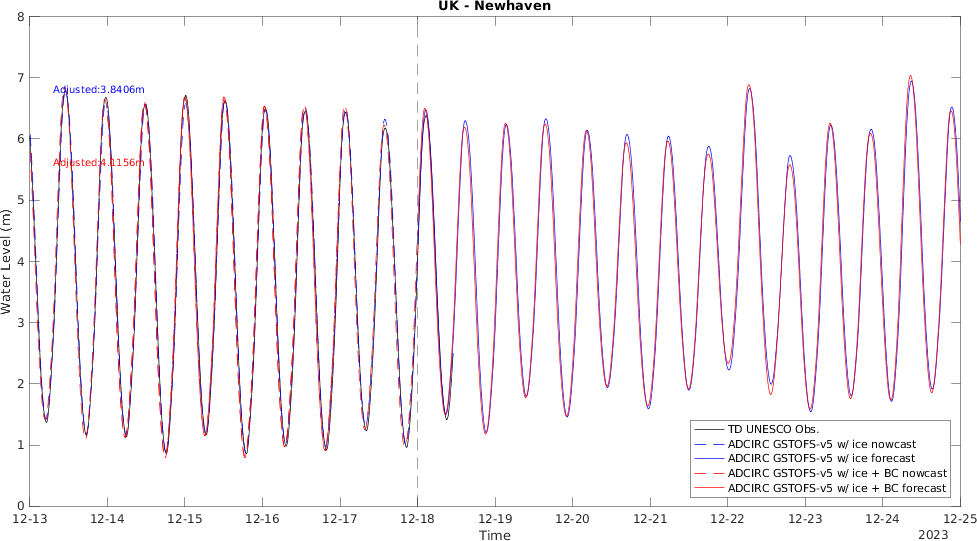 UK - Newhaven
8
7
6
5
4
3
2
1
0
Water Level (m)
Adjusted:3.8406m
Adjusted:4.1156m
TD UNESCO Obs.
ADCIRC GSTOFS-v5 w/ ice nowcast
ADCIRC GSTOFS-v5 w/ ice forecast
ADCIRC GSTOFS-v5 w/ ice + BC nowcast
ADCIRC GSTOFS-v5 w/ ice + BC forecast
12-13 12-14 12-15 12-16 12-17 12-18 12-19 12-20 12-21 12-22 12-23 12-24 12-25
Time
2023